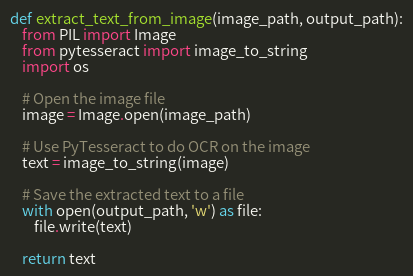 def extract_text_from_image(image_path, output_path):
    from PIL import Image
    from pytesseract import image_to_string
    import os

    # Open the image file
    image = Image.open(image_path)

    # Use PyTesseract to do OCR on the image
    text = image_to_string(image)

    # Save the extracted text to a file
    with open(output_path, 'w') as file:
        file.write(text)

    return text